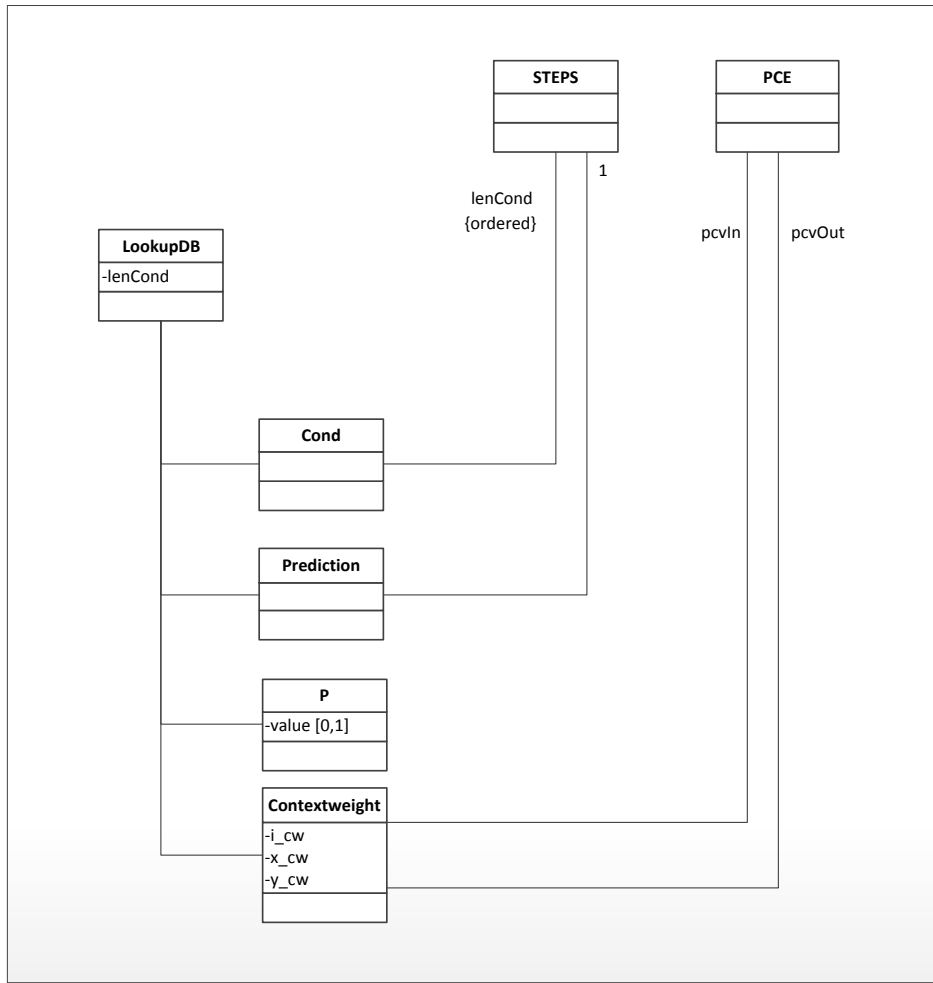 STEPS
PCE
1
lenCond
{ordered}
pcvIn
pcvOut
LookupDB
-lenCond
Cond
Prediction
P
-value [0,1]
Contextweight
-i_cw
-x_cw
-y_cw